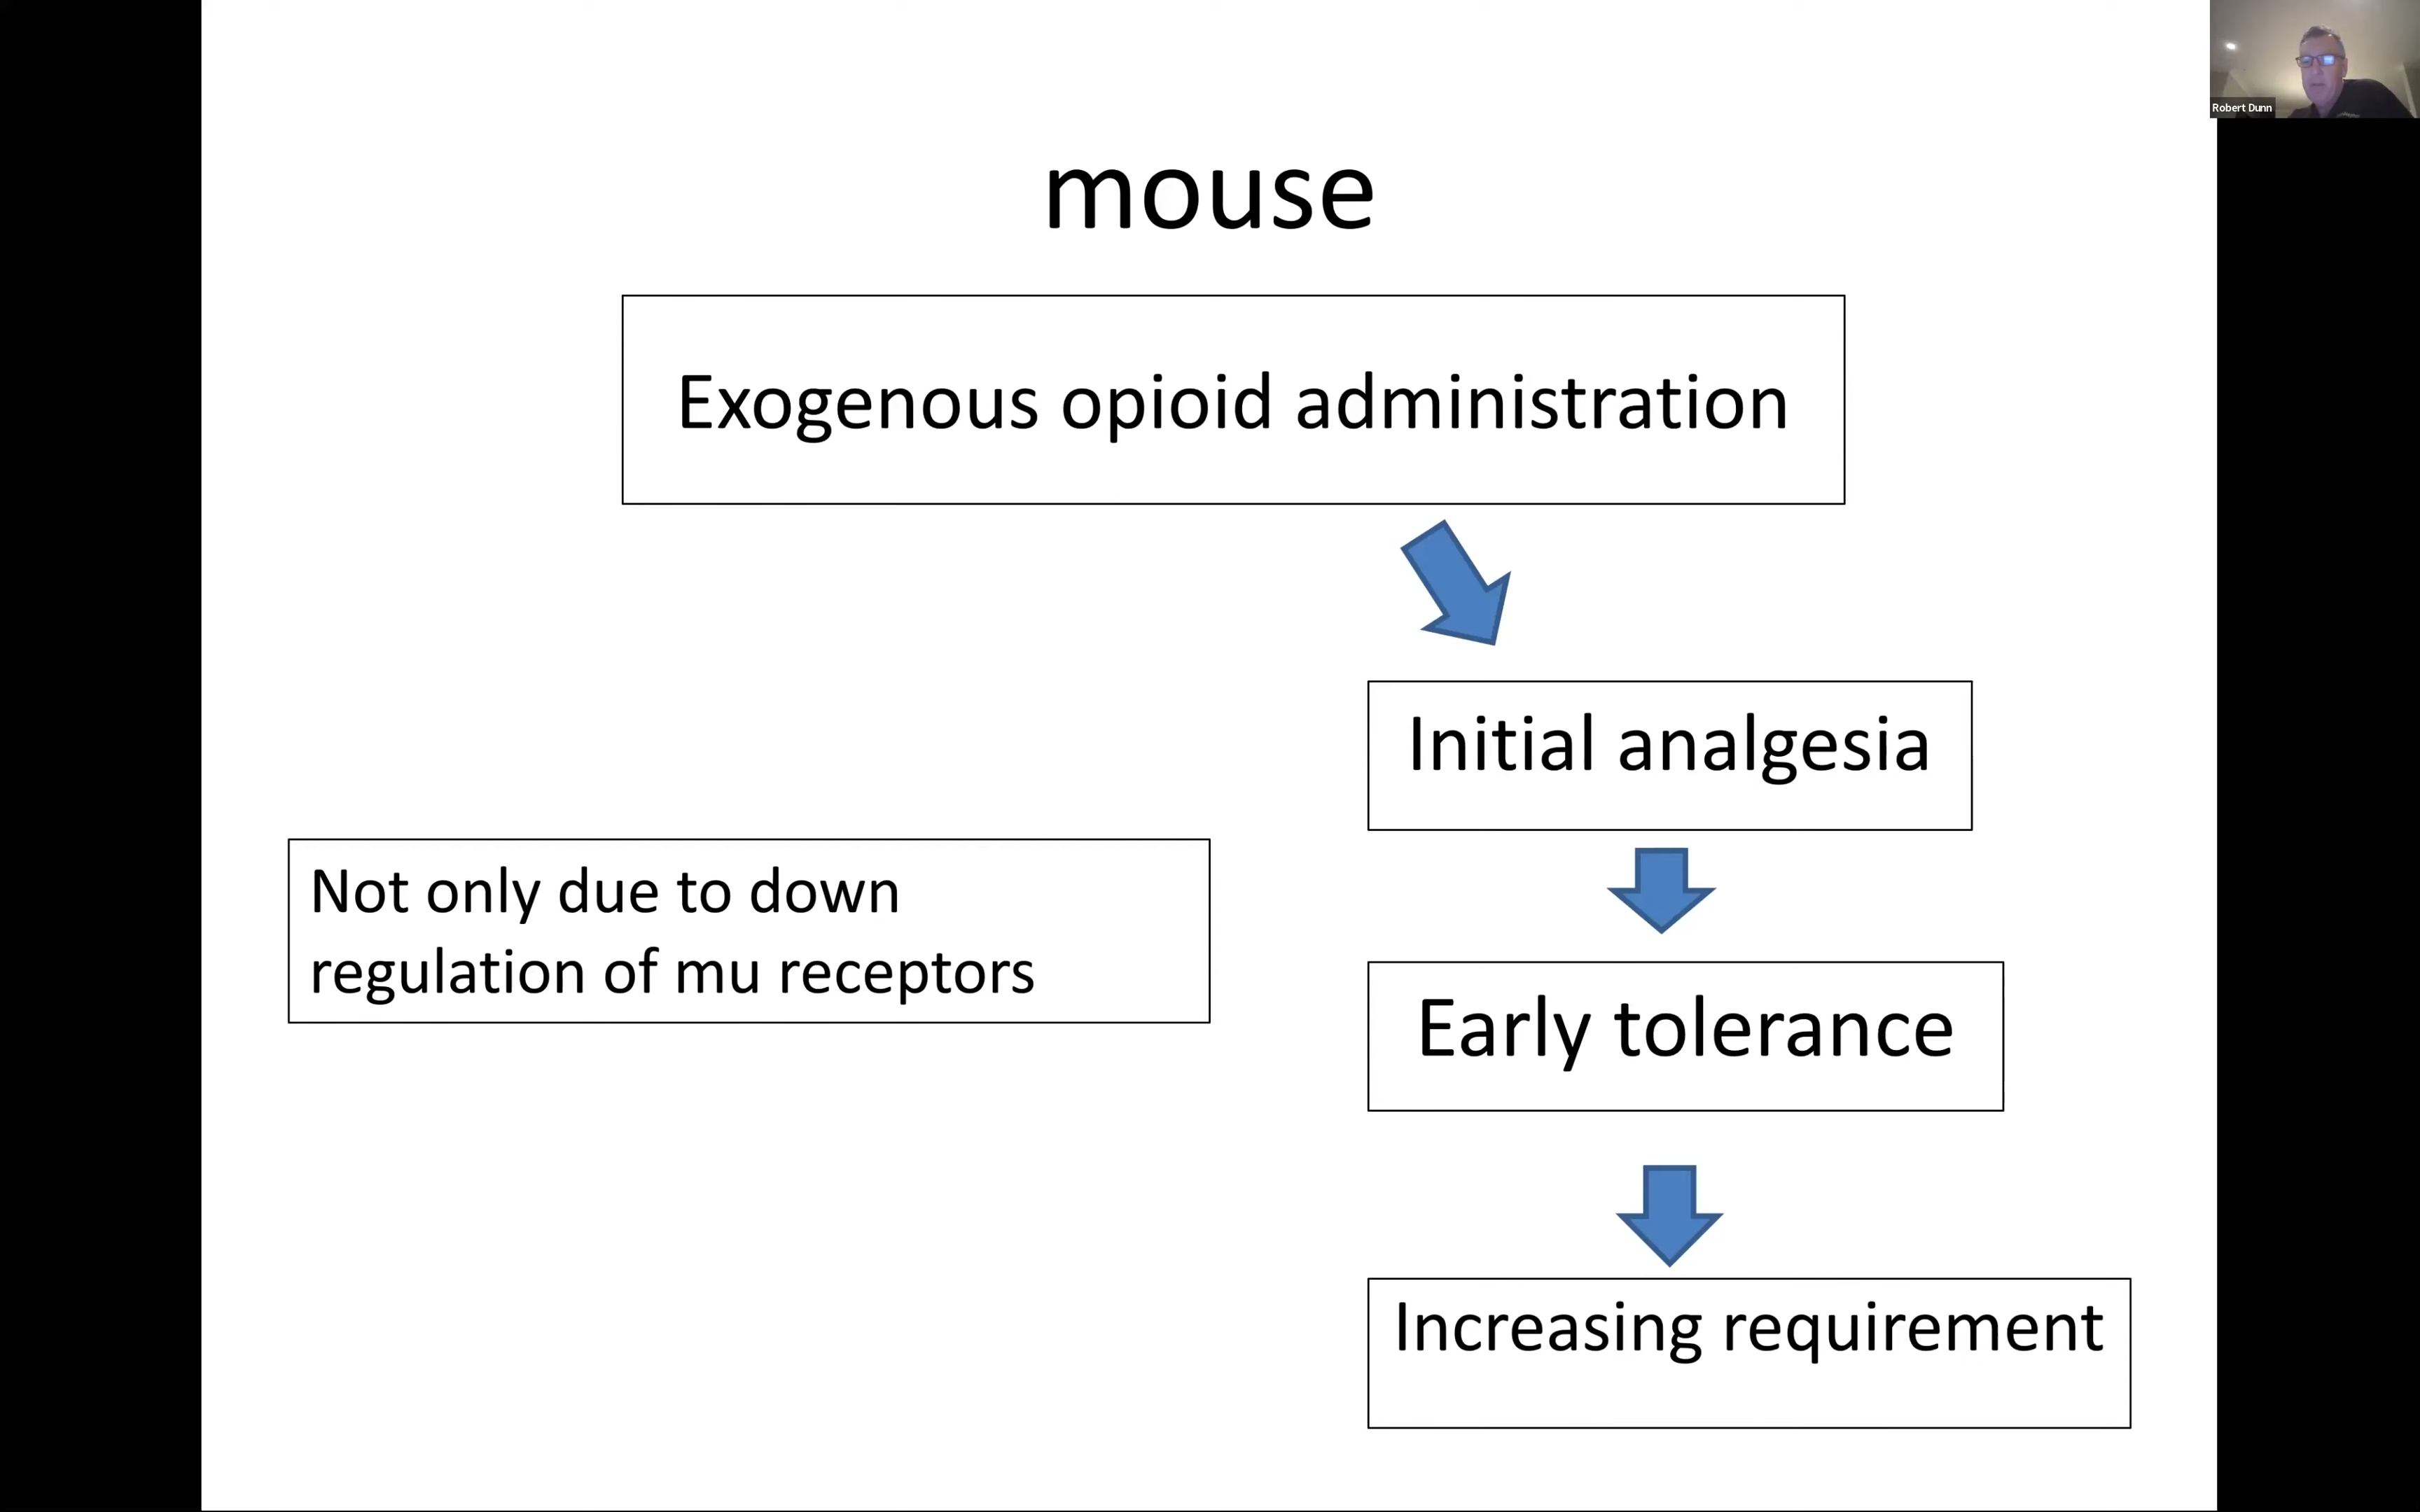 Robert Dunn
mouse
Exogenous opioid administration
Initial analgesia
Not only due to down
regulation of mu receptors
Early tolerance
Increasing requirement